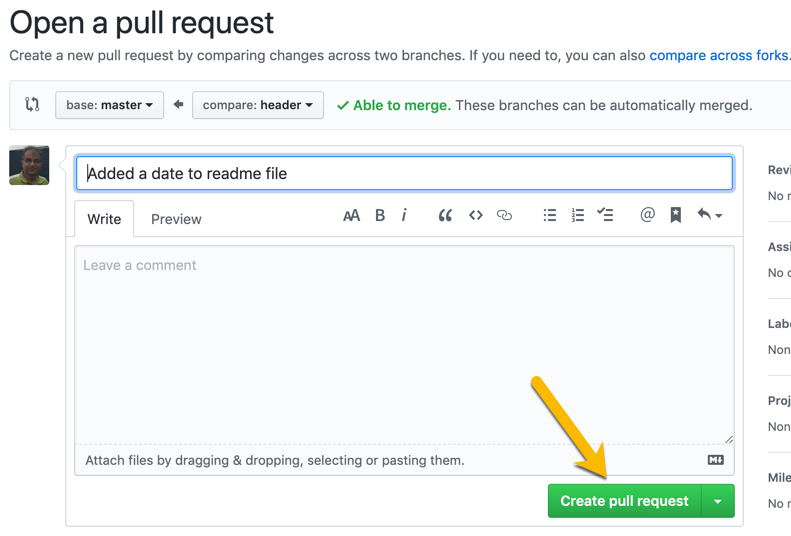 Open a pull request
Create a new pull request by comparing changes across two branches. If you need to, you can also compare across forks.
base: master compare: header Able to merge. These branches can be automatically merged.
Added a date to readme file
Write Preview AA B i @
Leave a comment
Attach files by dragging & dropping, selecting or pasting them.
Create pull request
Revi
No r
Assi
No o
Labe
Non
Proj
Non
Mile
No r